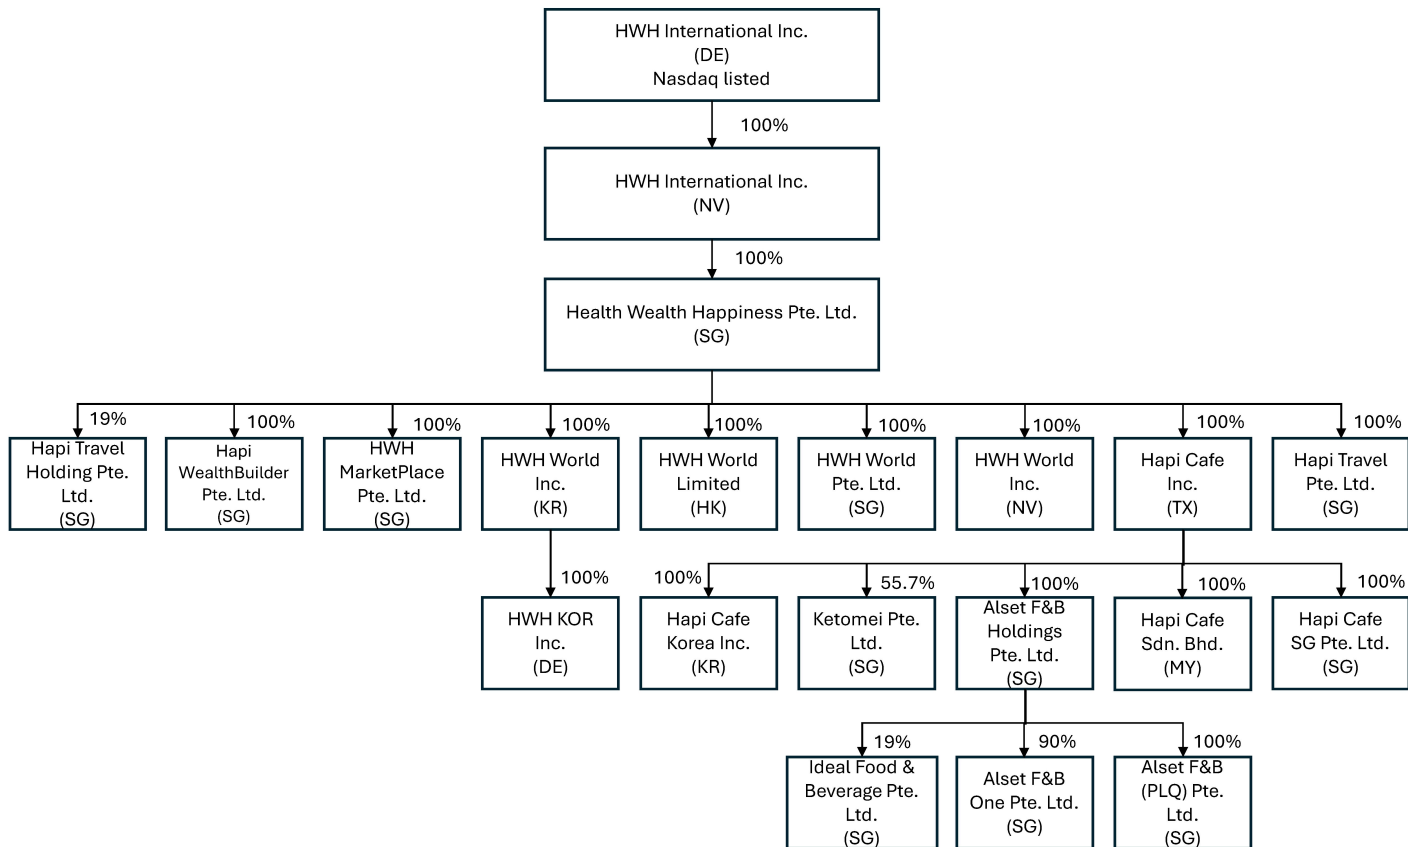 HWH International Inc.
(DE)
Nasdaq listed
100%
HWH International Inc.
(NV)
100%
Health Wealth Happiness Pte. Ltd.
(SG)
19%
100%
100%
100%
100%
100%
100%
100%
100%
Hapi Travel
Holding Pte.
Ltd.
(SG)
Hapi
WealthBuilder
Pte. Ltd.
(SG)
HWH
MarketPlace
Pte. Ltd.
(SG)
HWH World
Inc.
(KR)
HWH World
Limited
(HK)
HWH World
Pte. Ltd.
(SG)
HWH World
Inc.
(NV)
Hapi Cafe
Inc.
(TX)
Hapi Travel
Pte. Ltd.
(SG)
100%
100%
55.7%
100%
100%
100%
HWH KOR
Inc.
(DE)
Hapi Cafe
Korea Inc.
(KR)
Ketomei Pte.
Ltd.
(SG)
Alset F&B
Holdings
Pte. Ltd.
(SG)
Hapi Cafe
Sdn. Bhd.
(MY)
Hapi Cafe
SG Pte. Ltd.
(SG)
19%
90%
100%
Ideal Food &
Beverage Pte.
Ltd.
(SG)
Alset F&B
One Pte. Ltd.
(SG)
Alset F&B
(PLQ) Pte.
Ltd.
(SG)